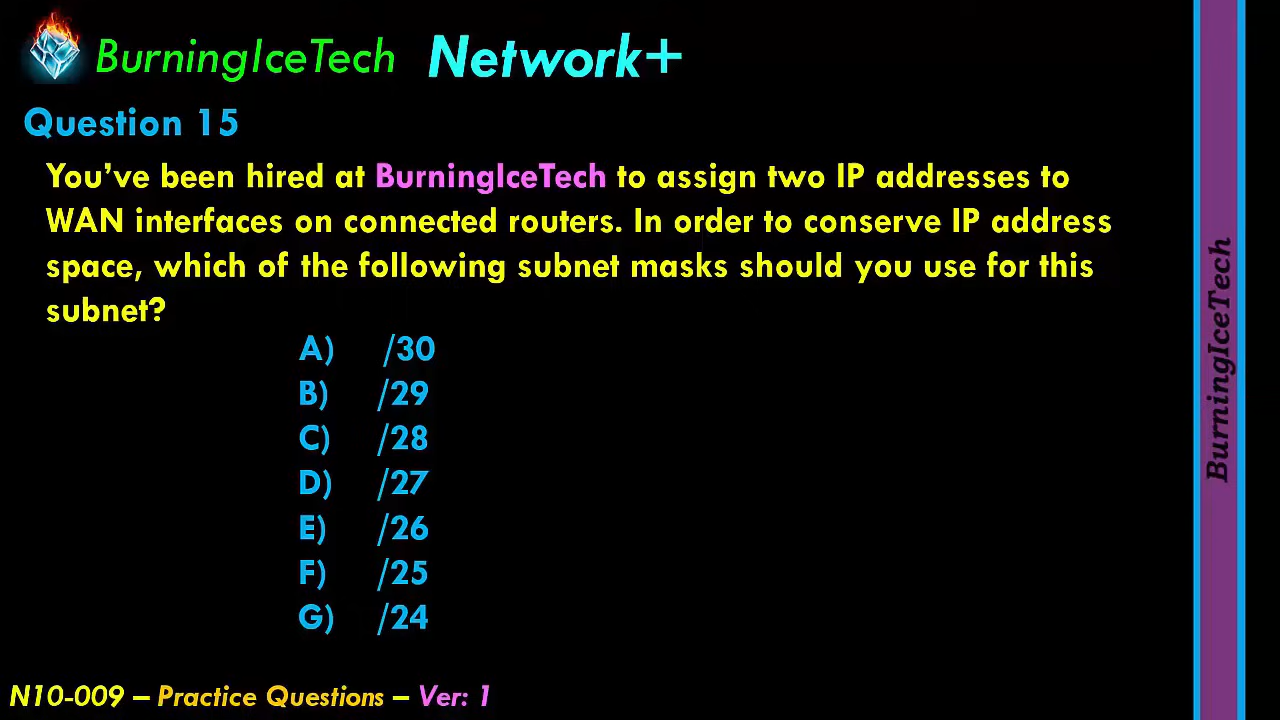 BurningIceTech Network+
Question 15
You’ve been hired at BurningIceTech to assign two IP addresses to
WAN interfaces on connected routers. In order to conserve IP address
space, which of the following subnet masks should you use for this
subnet?
A) /30
B) /29
C) /28
D) /27
E) /26
F) /25
G) /24
BurningIceTech
N10-009 – Practice Questions – Ver: 1